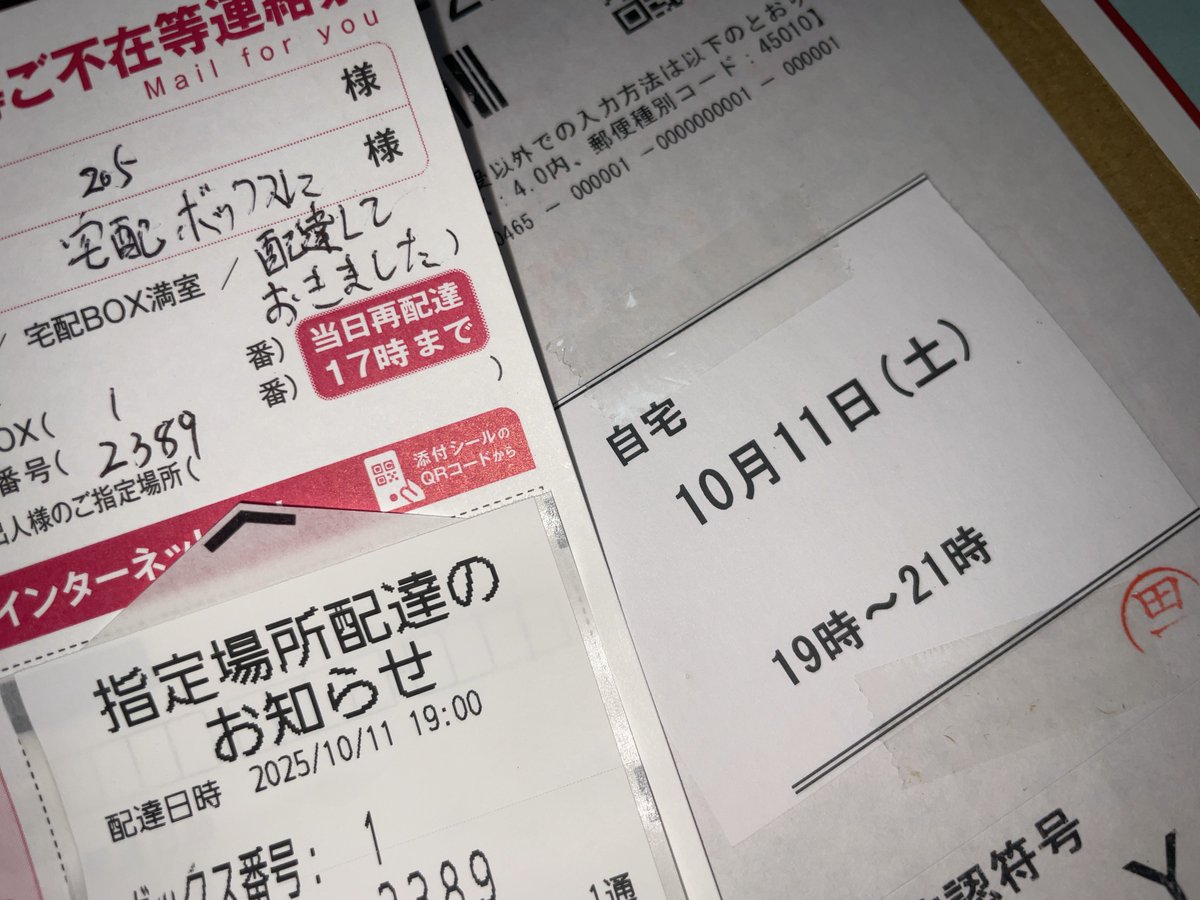 ご不在等連絡
Mail for you
様
様
205
宅配ボックスに
配達して
おきました
宅配BOX満室 /
)
番)
番)
当日再配達
17時まで
)
OX( 1
番号( 2389
出人様のご指定場所(
添付シールの
QRコードから
インターネッ
指定場所配達の
お知らせ
配達日時 2025/10/11 19:00
ボックス番号: 1
2389
1通
以外での入力方法は以下のとおり
4.0内、郵便種別コード:45010】
0465 - 000001 -0000000001 - 000001
自宅
10月11日(土)
19時~21時
田
認符号
Y